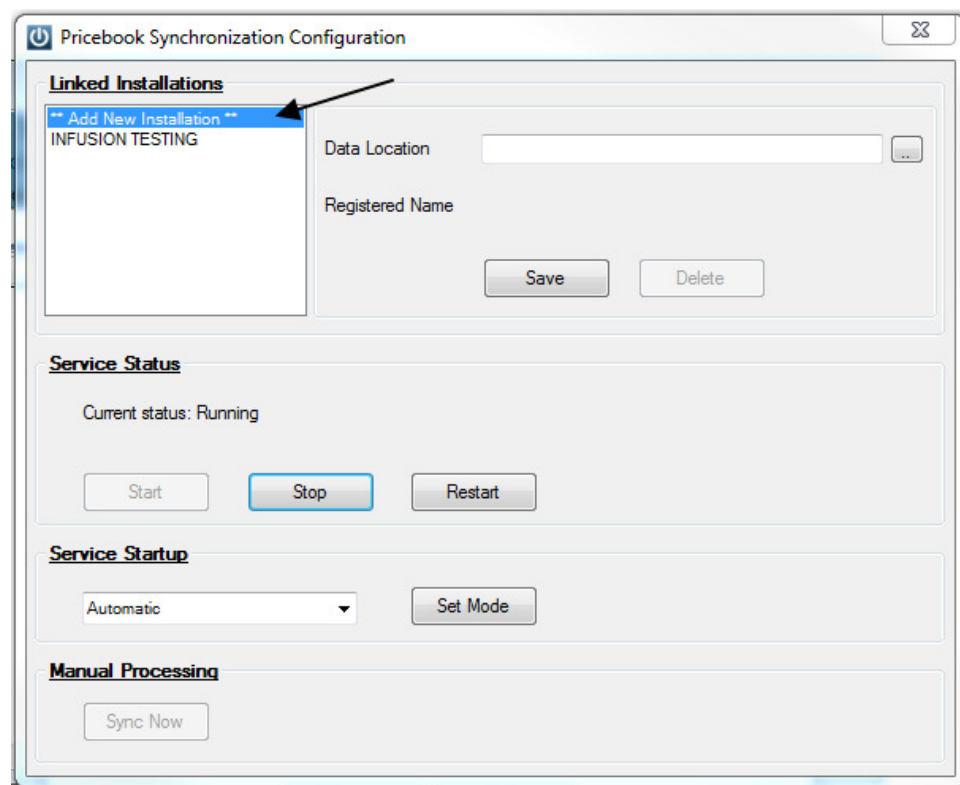 Pricebook Synchronization Configuration
Linked Installations
** Add New Installation **
INFUSION TESTING
Data Location
..
Registered Name
Save
Delete
Service Status
Current status: Running
Start
Stop
Restart
Service Startup
Automatic
Set Mode
Manual Processing
Sync Now